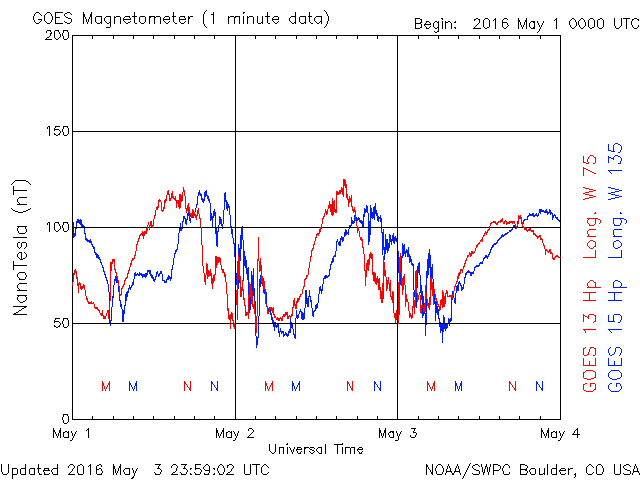 GOES Magnetometer (1 minute data)
Begin: 2016 May 1 0000 UTC
200
150
100
50
0
NanoTesla (nT)
M M N N M M N N M M N N
May 1 May 2 May 3 May 4
Universal Time
GOES 13 Hp Long. W 75
GOES 15 Hp Long. W 135
Updated 2016 May 3 23:59:02 UTC
NOAA/SWPC Boulder, CO USA